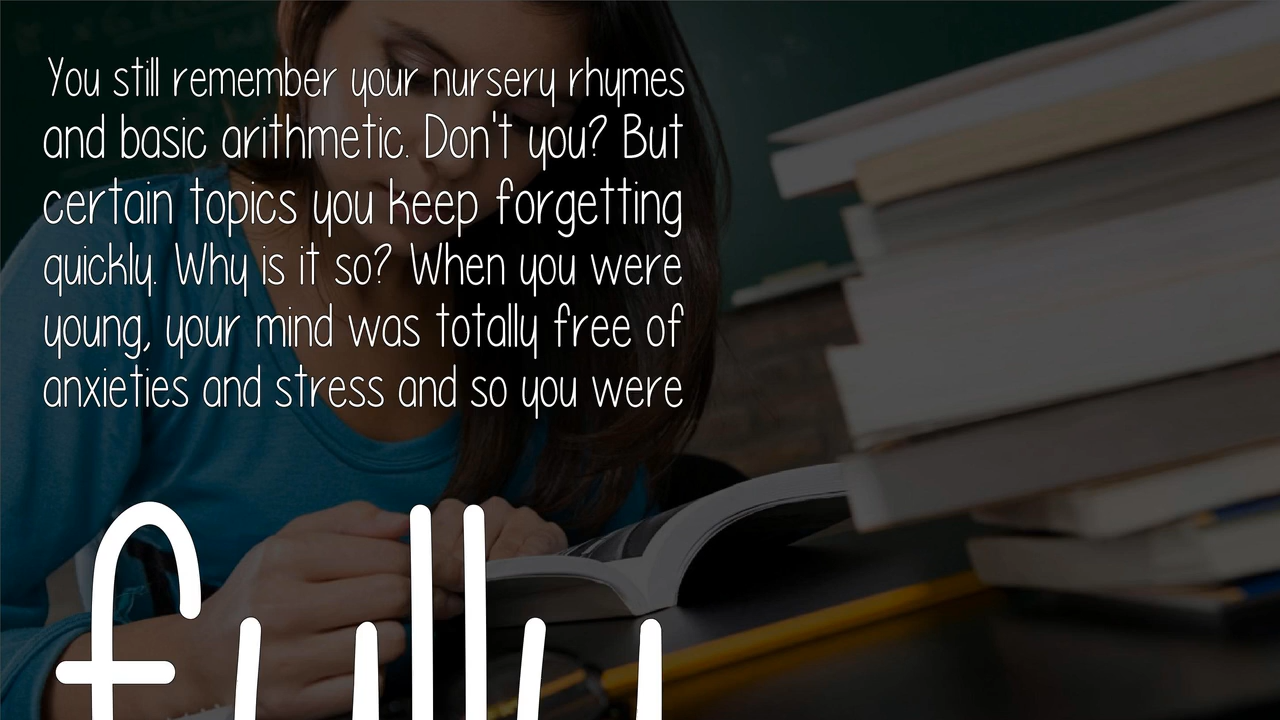 You still remember your nursery rhymes
and basic arithmetic. Don't you? But
certain topics you keep forgetting
quickly. Why is it so? When you were
young, your mind was totally free of
anxieties and stress and so you were
fully